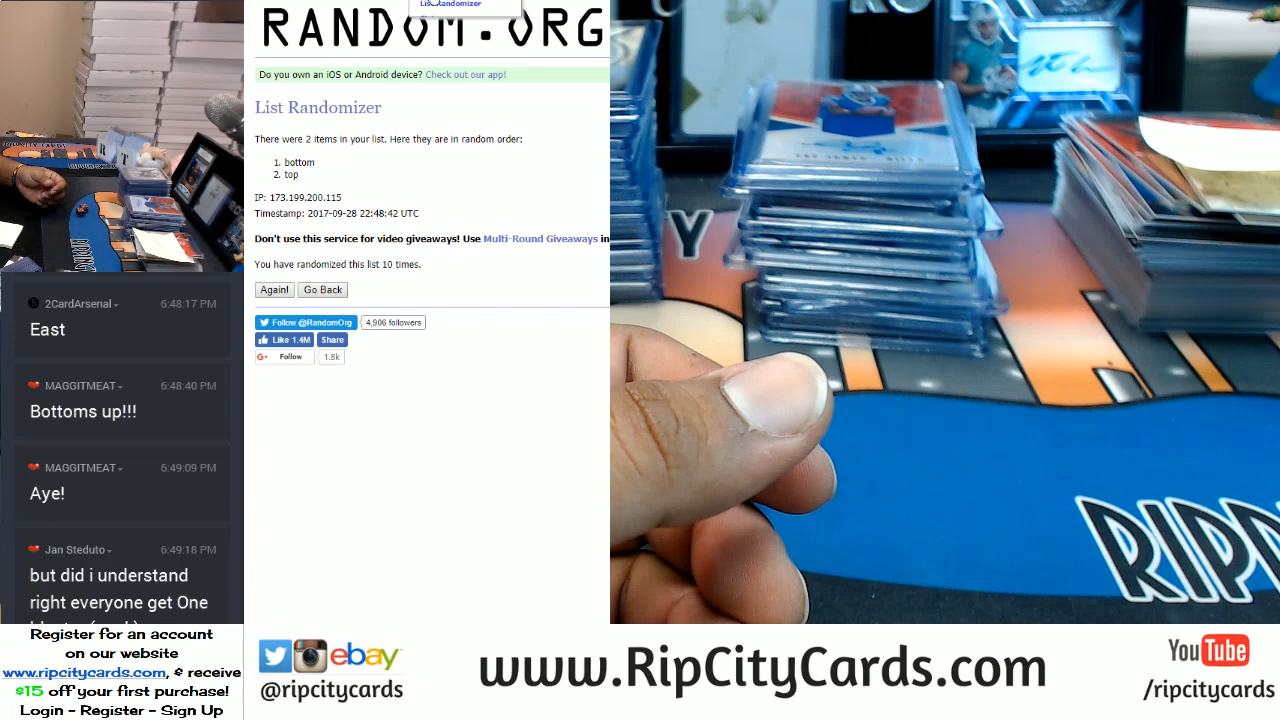 List Randomizer
RANDOM.ORG
Do you own an iOS or Android device? Check out our app!
List Randomizer
There were 2 items in your list. Here they are in random order:
1. bottom
2. top
IP: 173.199.200.115
Timestamp: 2017-09-28 22:48:42 UTC
Don't use this service for video giveaways! Use Multi-Round Giveaways in
You have randomized this list 10 times.
Again! Go Back
Follow @RandomOrg 4,906 followers
Like 1.4M Share
G+ Follow 1.8k
2CardArsenal 6:48:17 PM
East
MAGGITMEAT 6:48:40 PM
Bottoms up!!!
MAGGITMEAT 6:49:09 PM
Aye!
Jan Steduto 6:49:18 PM
but did i understand
right everyone get One
Y
RIP
Register for an account
on our website
www.ripcitycards.com, & receive
$15 off your first purchase!
Login - Register - Sign Up
ebay
@ripcitycards
www.RipCityCards.com
YouTube
/ripcitycards